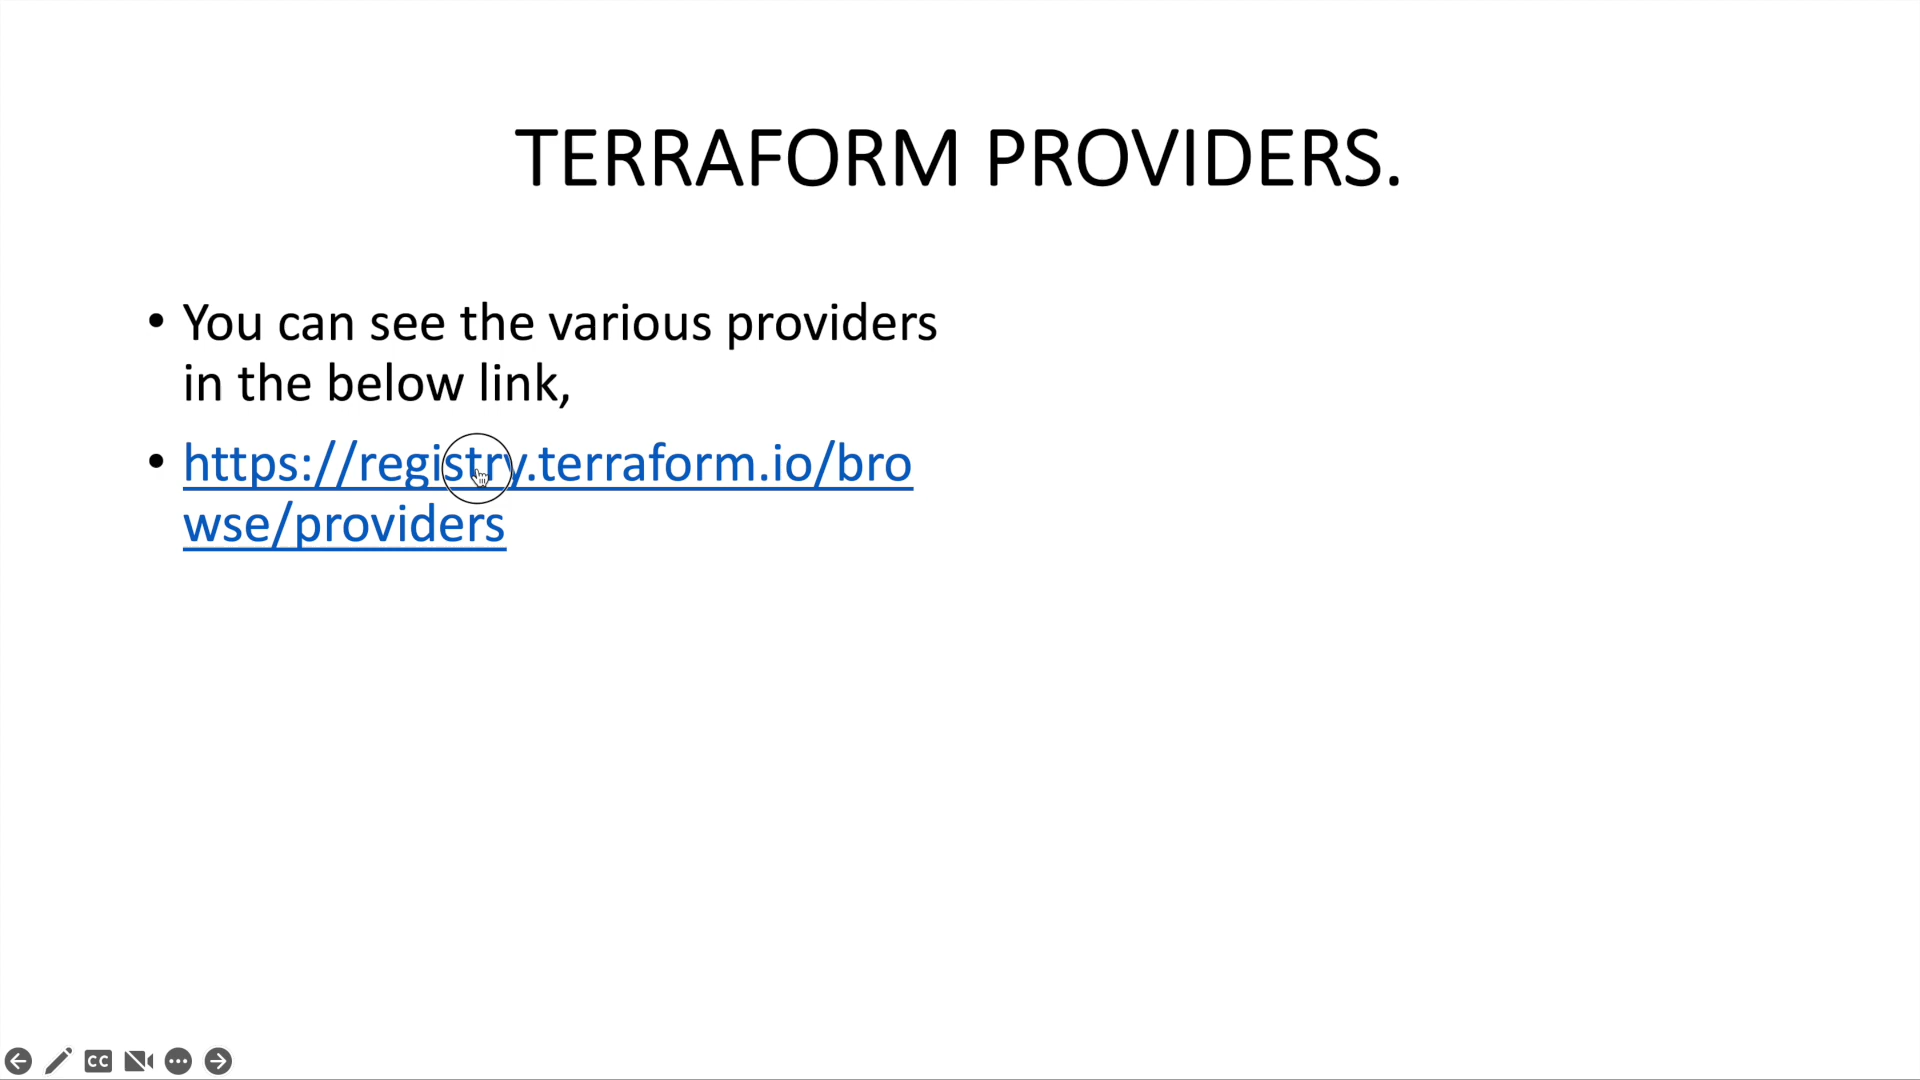 TERRAFORM PROVIDERS.
• You can see the various providers
in the below link,
• https://registry.terraform.io/bro
wse/providers
CC